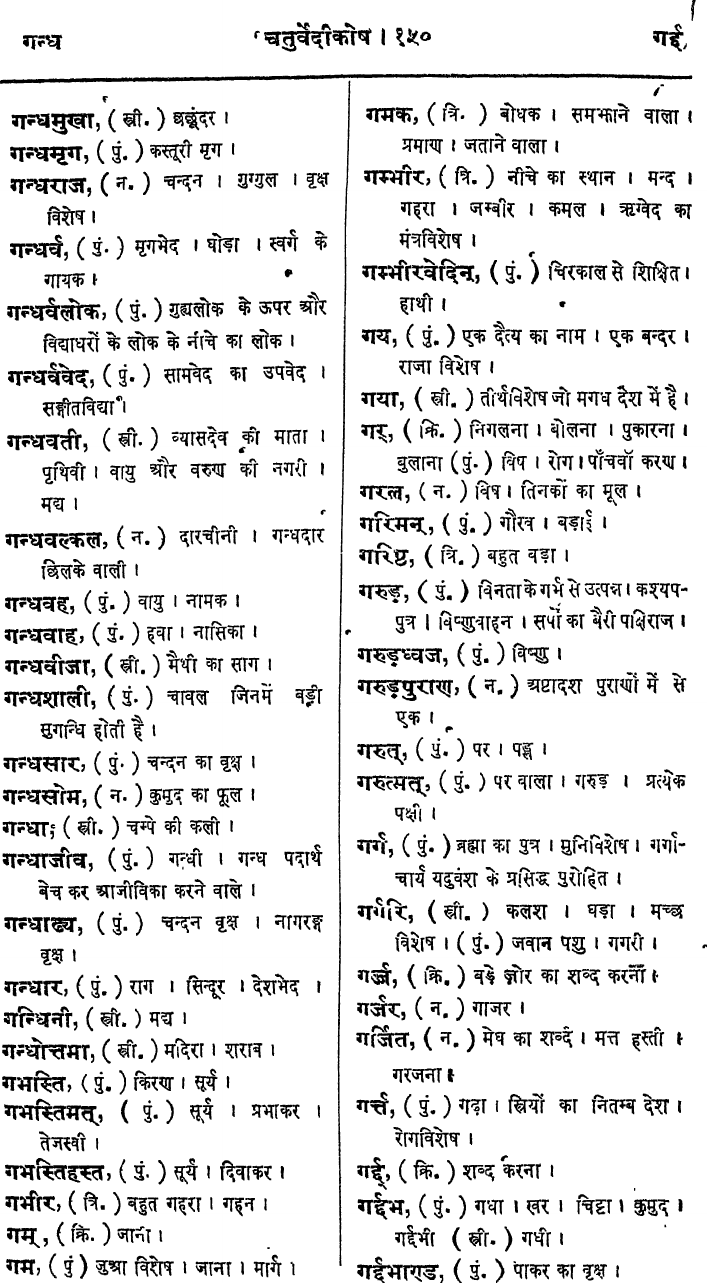 गन्ध
चतुर्वेदीकोष । १५०
गर्द्द
गन्धमुखा, ( स्त्री. ) छछूंदर ।
गन्धमृग, ( पुं. ) कस्तूरी मृग ।
गन्धराज, ( न. ) चन्दन । गुग्गुल । वृक्ष
विशेष ।
गन्धर्व, ( पुं. ) मृगभेद । घोड़ा । स्वर्ग के
गायक ।
गन्धर्वलोक, ( पुं. ) गुह्यलोक के ऊपर और
विद्याधरों के लोक के नीचे का लोक ।
गन्धर्ववेद, ( पुं. ) सामवेद का उपवेद ।
सङ्गीतविद्या ।
गन्धवती, ( स्त्री. ) व्यासदेव की माता ।
पृथिवी । वायु और वरुण की नगरी ।
मद्य ।
गन्धवल्कल, ( न. ) दारचीनी । गन्धदार
छिलके वाली ।
गन्धवह, ( पुं. ) वायु । नामक ।
गन्धवाह, ( पुं. ) हवा । नासिका ।
गन्धवीजा, ( स्त्री. ) मैथी का साग ।
गन्धशाली, ( पुं. ) चावल जिनमें बड़ी
सुगन्धि होती है ।
गन्धसार, ( पुं. ) चन्दन का वृक्ष ।
गन्धसोम, ( न. ) कुमुद का फूल ।
गन्धा, ( स्त्री. ) चम्पे की कली ।
गन्धाजीव, ( पुं. ) गन्धी । गन्ध पदार्थ
बेच कर आजीविका करने वाले ।
गन्धाढ्य, ( पुं. ) चन्दन वृक्ष । नागरङ्ग
वृक्ष ।
गन्धार, ( पुं. ) राग । सिन्दूर । देशभेद ।
गन्धिनी, ( स्त्री. ) मद्य ।
गन्धोत्तमा, ( स्त्री. ) मदिरा । शराब ।
गभस्ति, ( पुं. ) किरण । सूर्य ।
गभस्तिमत्, ( पुं. ) सूर्य । प्रभाकर ।
तेजस्वी ।
गभस्तिहस्त, ( पुं. ) सूर्य । दिवाकर ।
गभीर, ( त्रि. ) बहुत गहरा । गहन ।
गम्, ( क्रि. ) जाना ।
गम, ( पुं ) जुआ विशेष । जाना । मार्ग ।
गमक, ( त्रि. ) बोधक । समझाने वाला ।
प्रमाण । जताने वाला ।
गम्भीर, ( त्रि. ) नीचे का स्थान । मन्द ।
गहरा । जम्बीर । कमल । ऋग्वेद का
मंत्रविशेष ।
गम्भीरवेदिन्, ( पुं. ) चिरकाल से शिक्षित ।
हाथी ।
गय, ( पुं. ) एक दैत्य का नाम । एक बन्दर ।
राजा विशेष ।
गया, ( स्त्री. ) तीर्थविशेष जो मगध देश में है ।
गर्, ( क्रि. ) निगलना । बोलना । पुकारना ।
बुलाना (पुं. ) विष । रोग । पाँचवाँ करण ।
गरल, ( न. ) विष । तिनकों का मूल ।
गरिमन्, ( पुं. ) गौरव । बड़ाई ।
गरिष्ट, ( त्रि. ) बहुत बड़ा ।
गरुड़, ( पुं. ) विनता के गर्भ से उत्पन्न । कश्यप-
पुत्र । विष्णुवाहन । सर्पों का बैरी पक्षिराज ।
गरुड़ध्वज, ( पुं. ) विष्णु ।
गरुड़पुराण, ( न. ) अष्टादश पुराणों में से
एक ।
गरुत्, ( पुं. ) पर । पङ्ख ।
गरुत्मत्, ( पुं. ) पर वाला । गरुड़ । प्रत्येक
पक्षी ।
गर्ग, ( पुं. ) ब्रह्मा का पुत्र । मुनिविशेष । गर्गा-
चार्य यदुवंश के प्रसिद्ध पुरोहित ।
गर्गरि, ( स्त्री. ) कलश । घड़ा । मच्छ
विशेष । ( पुं. ) जवान पशु । गगरी ।
गर्ज्ज, ( क्रि. ) बड़े ज़ोर का शब्द करना ।
गर्जर, ( न. ) गाजर ।
गर्जित, ( न. ) मेघ का शब्द । मत्त हस्ती ।
गरजना ।
गर्त्त, ( पुं. ) गढ़ा । स्त्रियों का नितम्ब देश ।
रोगविशेष ।
गर्द्द्, ( क्रि. ) शब्द करना ।
गर्द्दभ, ( पुं. ) गधा । खर । चिट्टा । कुमुद ।
गर्द्दभी ( स्त्री. ) गधी ।
गर्द्दभाण्ड, ( पुं. ) पाकर का वृक्ष ।